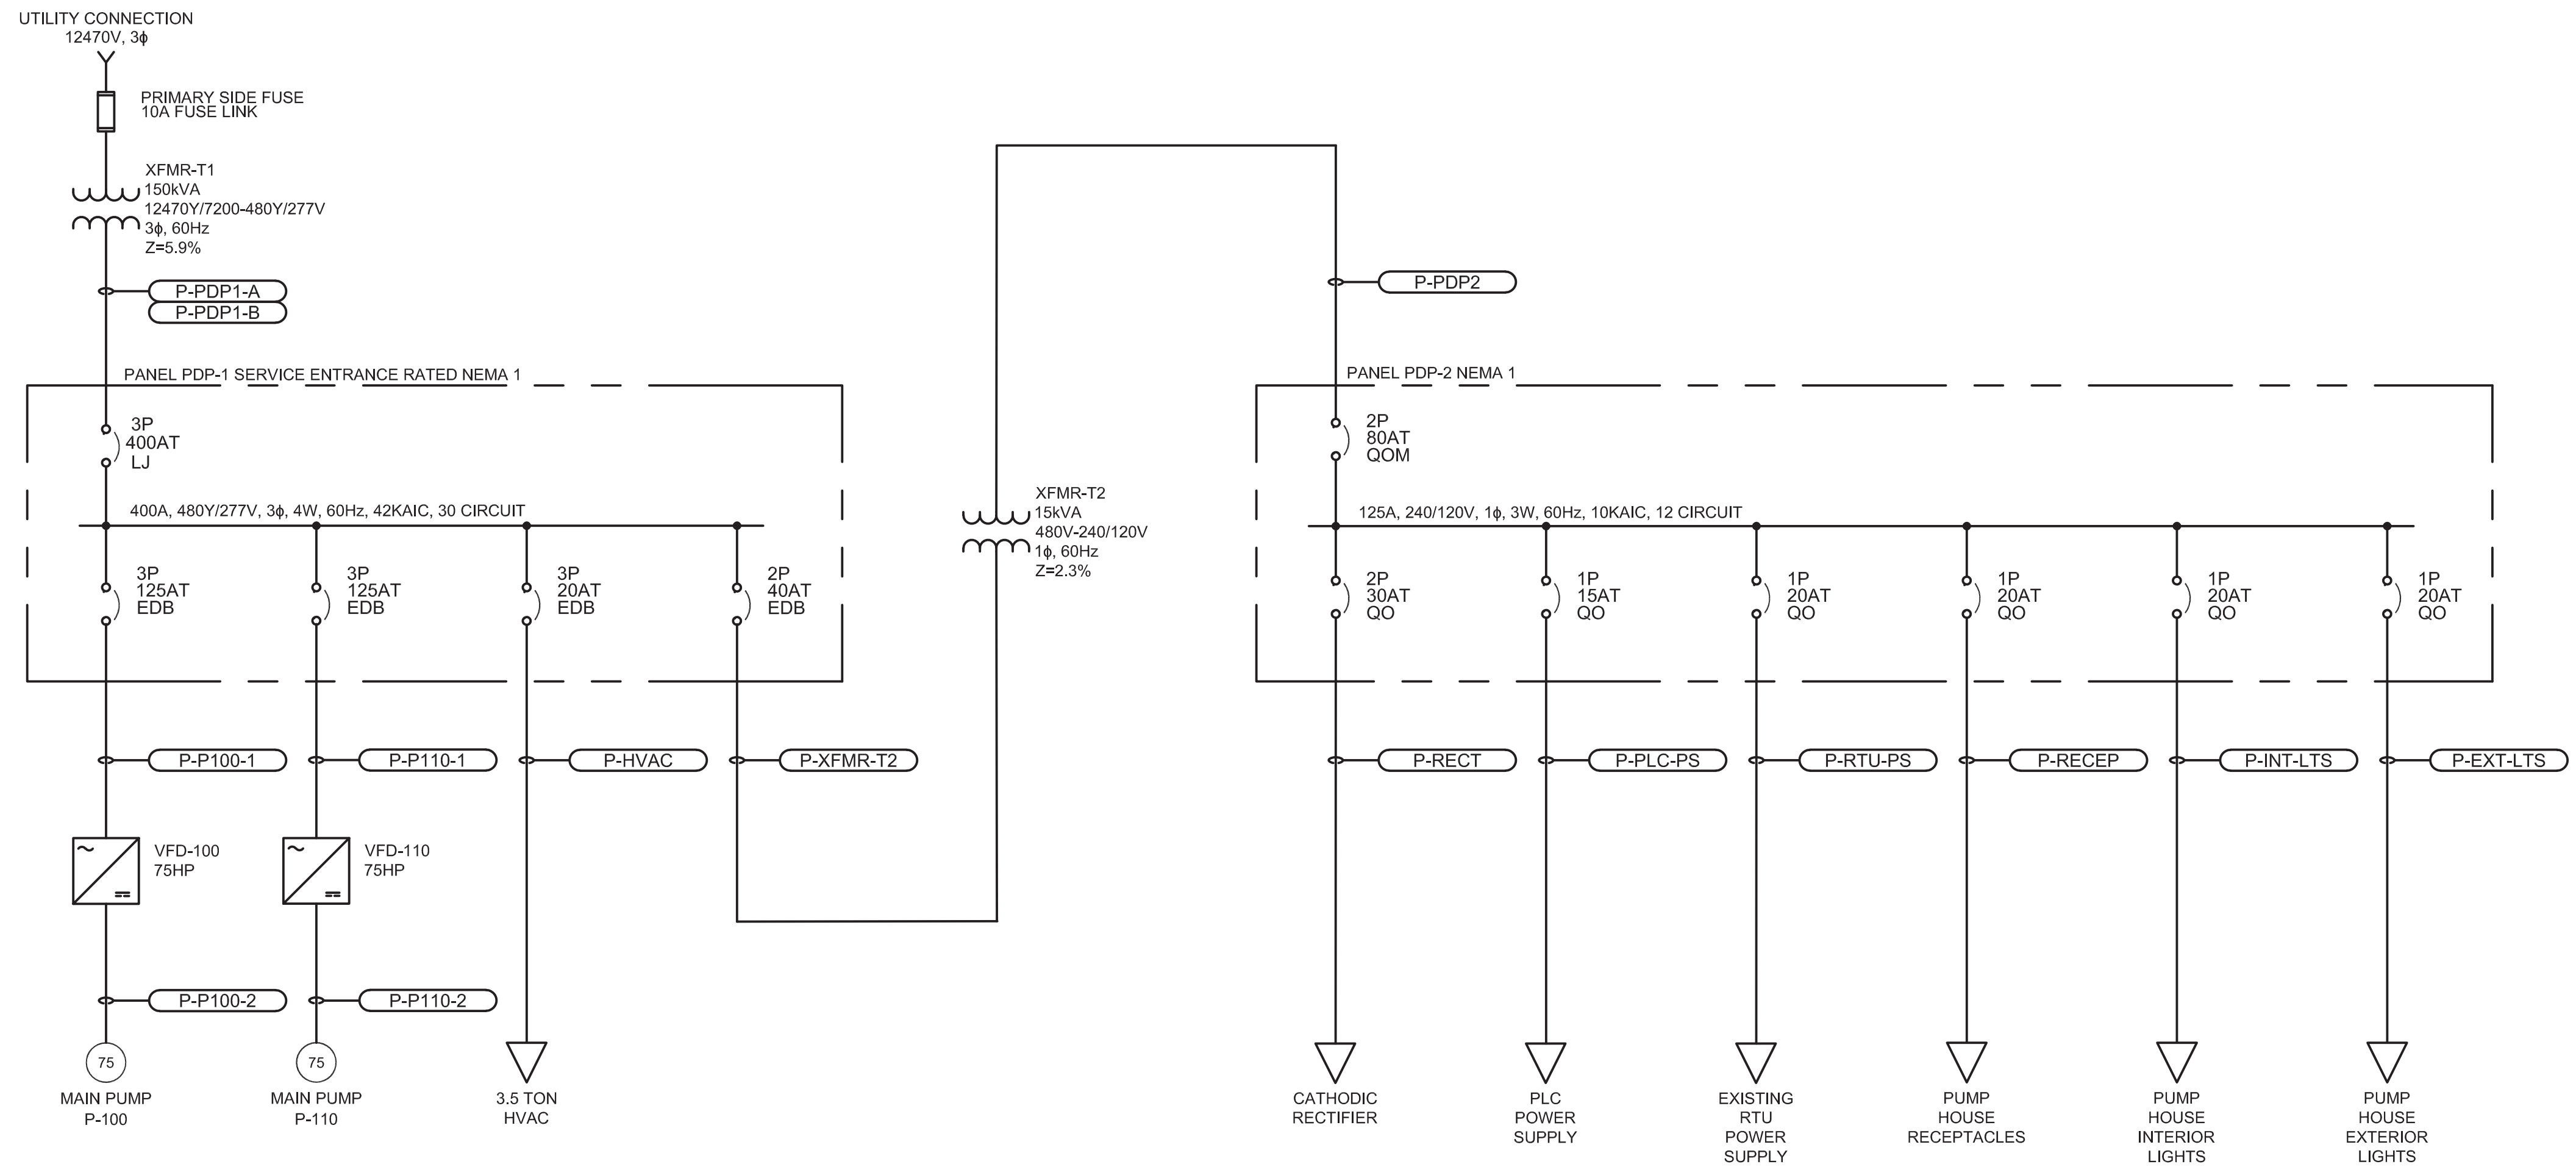 UTILITY CONNECTION
12470V, 3ϕ
PRIMARY SIDE FUSE
10A FUSE LINK
XFMR-T1
150kVA
12470Y/7200-480Y/277V
3ϕ, 60Hz
Z=5.9%
P-PDP1-A
P-PDP1-B
PANEL PDP-1 SERVICE ENTRANCE RATED NEMA 1
3P
400AT
LJ
400A, 480Y/277V, 3ϕ, 4W, 60Hz, 42KAIC, 30 CIRCUIT
3P
125AT
EDB
3P
125AT
EDB
3P
20AT
EDB
2P
40AT
EDB
P-P100-1
P-P110-1
P-HVAC
P-XFMR-T2
VFD-100
75HP
VFD-110
75HP
P-P100-2
P-P110-2
75
75
MAIN PUMP
P-100
MAIN PUMP
P-110
3.5 TON
HVAC
XFMR-T2
15kVA
480V-240/120V
1ϕ, 60Hz
Z=2.3%
P-PDP2
PANEL PDP-2 NEMA 1
2P
80AT
QOM
125A, 240/120V, 1ϕ, 3W, 60Hz, 10KAIC, 12 CIRCUIT
2P
30AT
QO
1P
15AT
QO
1P
20AT
QO
1P
20AT
QO
1P
20AT
QO
1P
20AT
QO
P-RECT
P-PLC-PS
P-RTU-PS
P-RECEP
P-INT-LTS
P-EXT-LTS
CATHODIC
RECTIFIER
PLC
POWER
SUPPLY
EXISTING
RTU
POWER
SUPPLY
PUMP
HOUSE
RECEPTACLES
PUMP
HOUSE
INTERIOR
LIGHTS
PUMP
HOUSE
EXTERIOR
LIGHTS